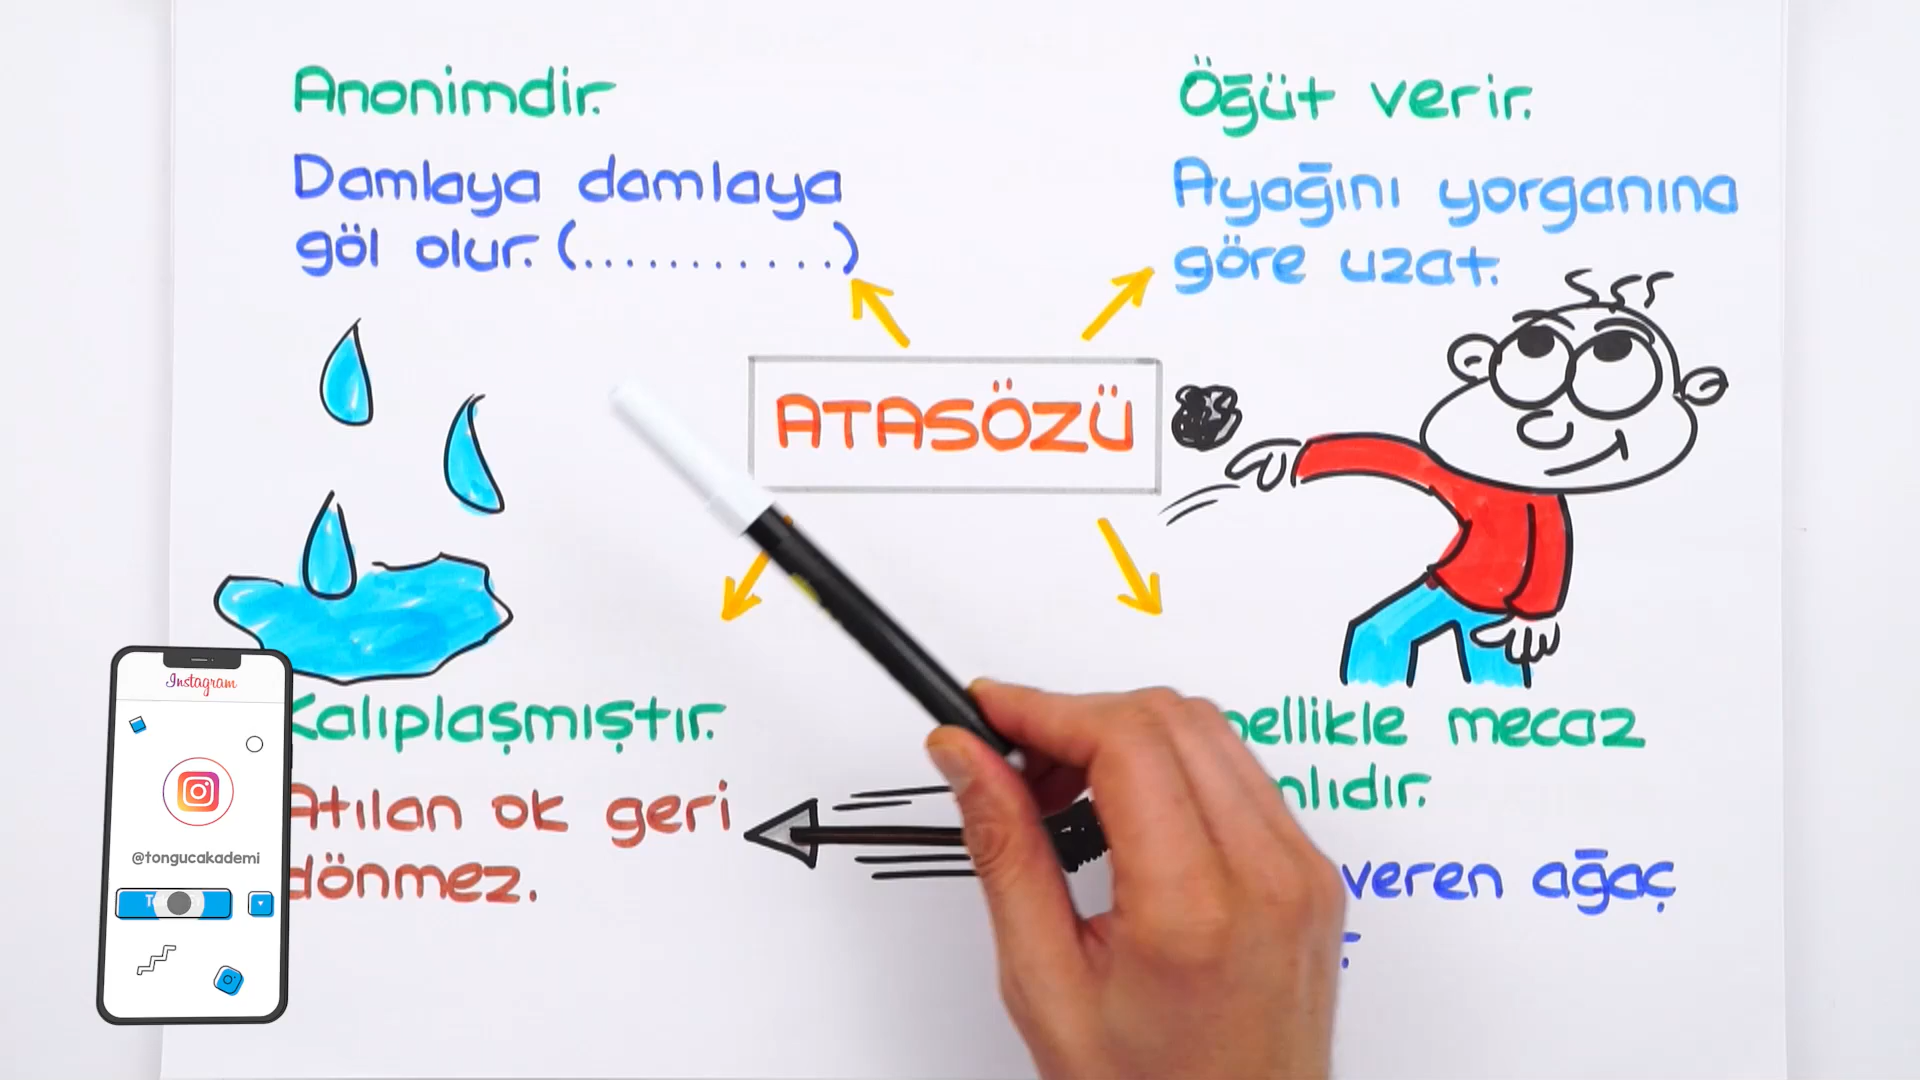 Anonimdir.
Damlaya damlaya
göl olur. (...........)
Öğüt verir.
Ayağını yorganına
göre uzat.
ATASÖZÜ
Kalıplaşmıştır.
Atılan ok geri
dönmez.
mecaz
veren ağaç
Instagram
@tongucakademi